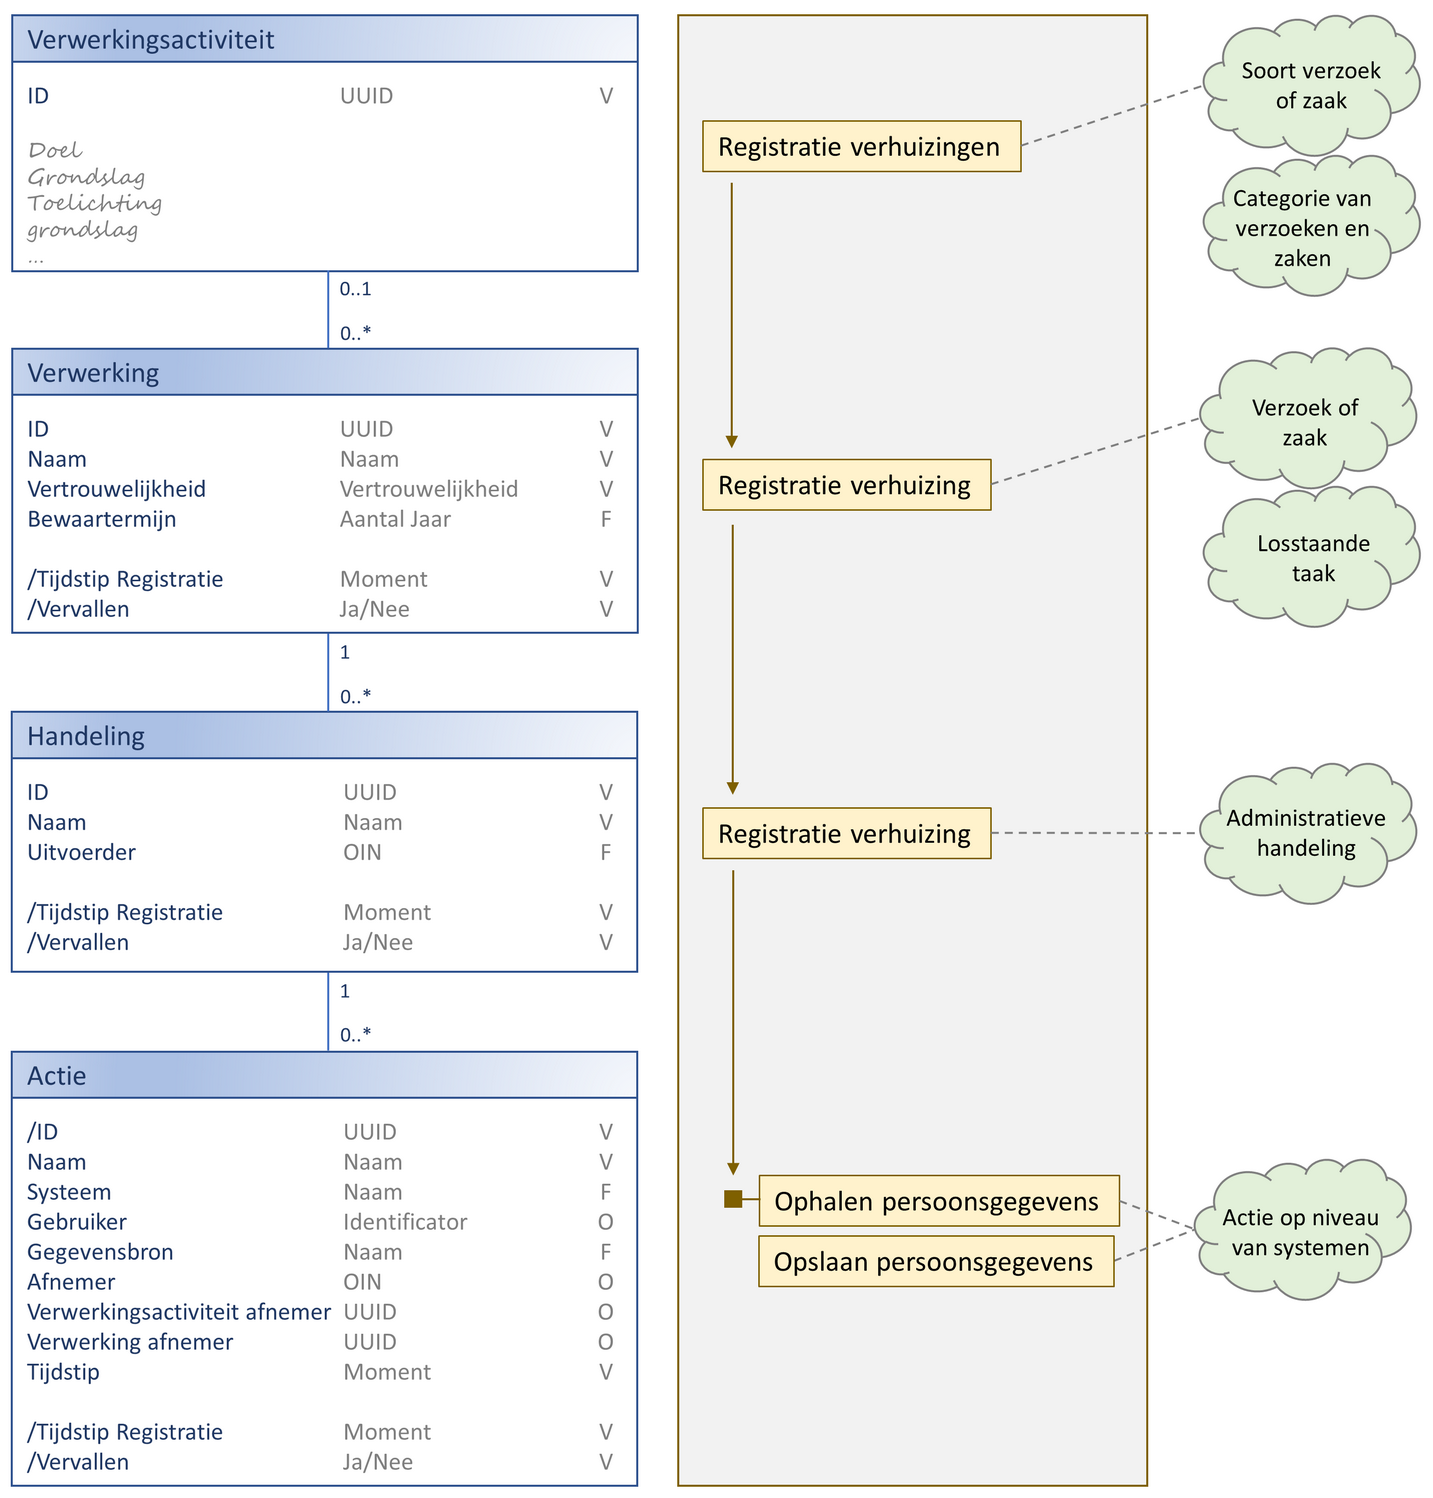 Verwerkingsactiviteit
ID UUID V
Doel
Grondslag
Toelichting
grondslag
...
0..1
0..*
Verwerking
ID UUID V
Naam Naam V
Vertrouwelijkheid Vertrouwelijkheid V
Bewaartermijn Aantal Jaar F
/Tijdstip Registratie Moment V
/Vervallen Ja/Nee V
1
0..*
Handeling
ID UUID V
Naam Naam V
Uitvoerder OIN F
/Tijdstip Registratie Moment V
/Vervallen Ja/Nee V
1
0..*
Actie
/ID UUID V
Naam Naam V
Systeem Naam F
Gebruiker Identificator O
Gegevensbron Naam F
Afnemer OIN O
Verwerkingsactiviteit afnemer UUID O
Verwerking afnemer UUID O
Tijdstip Moment V
/Tijdstip Registratie Moment V
/Vervallen Ja/Nee V
Registratie verhuizingen
Registratie verhuizing
Registratie verhuizing
Ophalen persoonsgegevens
Opslaan persoonsgegevens
Soort verzoek
of zaak
Categorie van
verzoeken en
zaken
Verzoek of
zaak
Losstaande
taak
Administratieve
handeling
Actie op niveau
van systemen